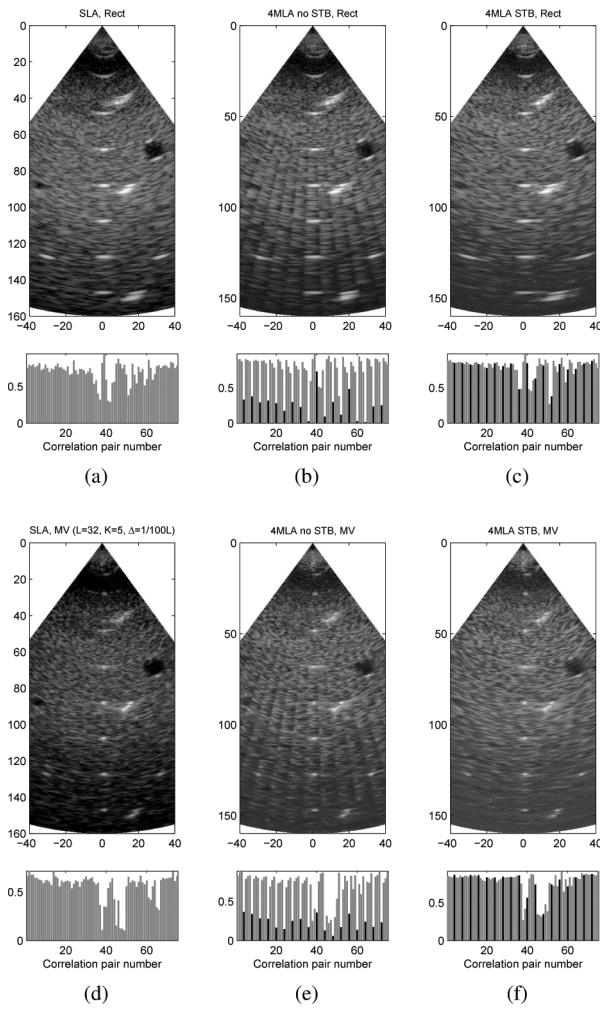 SLA, Rect
0
20
40
60
80
100
120
140
160
−40 −20 0 20 40
0.5
0
20 40 60
Correlation pair number
(a)
4MLA no STB, Rect
0
50
100
150
−40 −20 0 20 40
0.5
0
20 40 60
Correlation pair number
(b)
4MLA STB, Rect
0
50
100
150
−40 −20 0 20 40
0.5
0
20 40 60
Correlation pair number
(c)
SLA, MV (L=32, K=5, Δ=1/100L)
0
20
40
60
80
100
120
140
160
−40 −20 0 20 40
0.5
0
20 40 60
Correlation pair number
(d)
4MLA no STB, MV
0
50
100
150
−40 −20 0 20 40
0.5
0
20 40 60
Correlation pair number
(e)
4MLA STB, MV
0
50
100
150
−40 −20 0 20 40
0.5
0
20 40 60
Correlation pair number
(f)